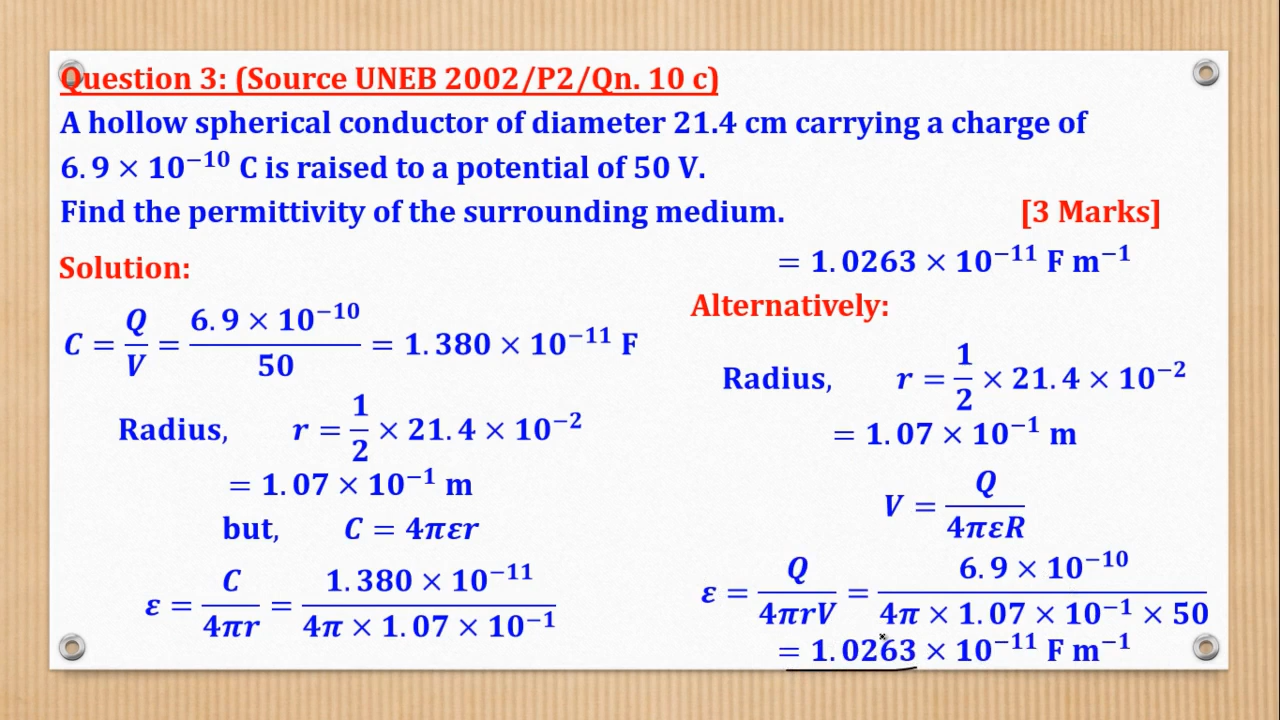 Question 3: (Source UNEB 2002/P2/Qn. 10 c)
A hollow spherical conductor of diameter 21.4 cm carrying a charge of
6.9 × 10⁻¹⁰ C is raised to a potential of 50 V.
Find the permittivity of the surrounding medium. [3 Marks]
Solution:
C = Q/V = (6.9 × 10⁻¹⁰)/50 = 1.380 × 10⁻¹¹ F
Radius, r = 1/2 × 21.4 × 10⁻²
= 1.07 × 10⁻¹ m
but, C = 4πεr
ε = C/(4πr) = (1.380 × 10⁻¹¹)/(4π × 1.07 × 10⁻¹)
= 1.0263 × 10⁻¹¹ F m⁻¹
Alternatively:
Radius, r = 1/2 × 21.4 × 10⁻²
= 1.07 × 10⁻¹ m
V = Q/(4πεR)
ε = Q/(4πrV) = (6.9 × 10⁻¹⁰)/(4π × 1.07 × 10⁻¹ × 50)
= 1.0263 × 10⁻¹¹ F m⁻¹